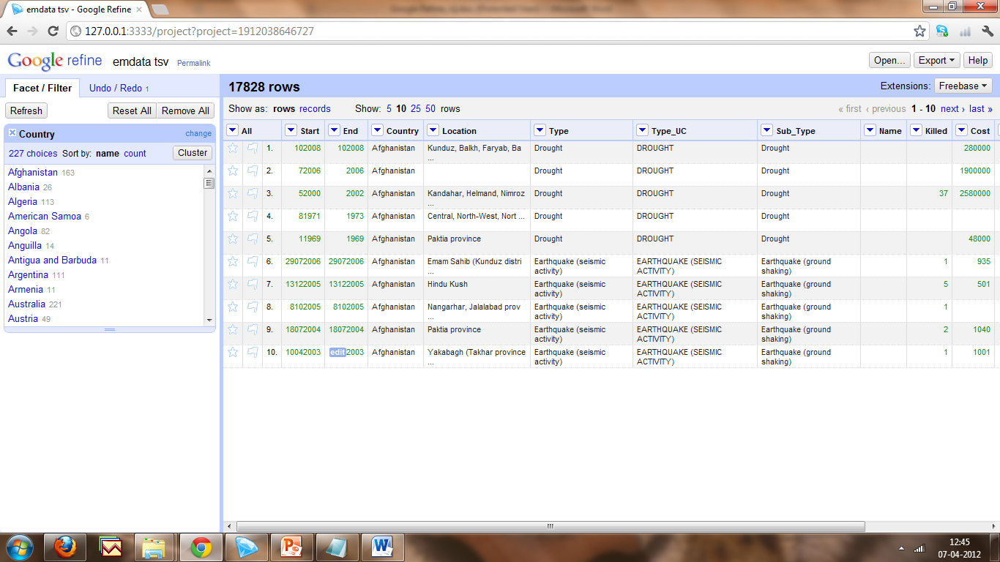 emdata tsv - Google Refine
127.0.0.1:3333/project?project=1912038646727
Google refine emdata tsv Permalink Open... Export Help
Facet / Filter Undo / Redo 1
17828 rows Extensions: Freebase
Refresh Reset All Remove All
Show as: rows records Show: 5 10 25 50 rows « first ‹ previous 1 - 10 next › last »
Country change
227 choices Sort by: name count Cluster
Afghanistan 163
Albania 26
Algeria 113
American Samoa 6
Angola 82
Anguilla 14
Antigua and Barbuda 11
Argentina 111
Armenia 11
Australia 221
Austria 49
All Start End Country Location Type Type_UC Sub_Type Name Killed Cost
1. 102008 102008 Afghanistan Kunduz, Balkh, Faryab, Ba ... Drought DROUGHT Drought 280000
2. 72006 2006 Afghanistan Drought DROUGHT Drought 1900000
3. 52000 2002 Afghanistan Kandahar, Helmand, Nimroz ... Drought DROUGHT Drought 37 2580000
4. 81971 1973 Afghanistan Central, North-West, Nort ... Drought DROUGHT Drought
5. 11969 1969 Afghanistan Paktia province Drought DROUGHT Drought 48000
6. 29072006 29072006 Afghanistan Emam Sahib (Kunduz distri ... Earthquake (seismic activity) EARTHQUAKE (SEISMIC ACTIVITY) Earthquake (ground shaking) 1 935
7. 13122005 13122005 Afghanistan Hindu Kush Earthquake (seismic activity) EARTHQUAKE (SEISMIC ACTIVITY) Earthquake (ground shaking) 5 501
8. 8102005 8102005 Afghanistan Nangarhar, Jalalabad prov ... Earthquake (seismic activity) EARTHQUAKE (SEISMIC ACTIVITY) Earthquake (ground shaking) 1
9. 18072004 18072004 Afghanistan Paktia province Earthquake (seismic activity) EARTHQUAKE (SEISMIC ACTIVITY) Earthquake (ground shaking) 2 1040
10. 10042003 edit 2003 Afghanistan Yakabagh (Takhar province ... Earthquake (seismic activity) EARTHQUAKE (SEISMIC ACTIVITY) Earthquake (ground shaking) 1 1001
12:45
07-04-2012